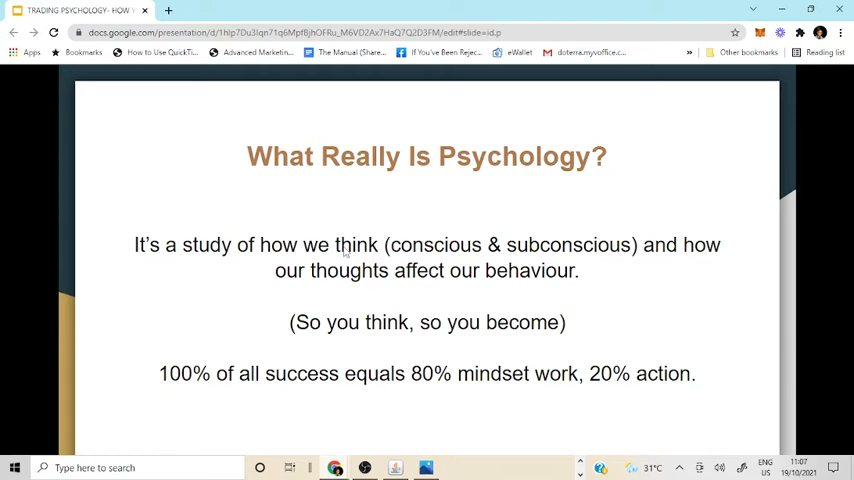 TRADING PSYCHOLOGY - HOW Y
docs.google.com/presentation/d/1hlp7Du3Iqn71q6MpfBjhOFRu_M6VD2Ax7HaQ7Q2D3FM/edit#slide=id.p
Apps Bookmarks How to Use QuickTi... Advanced Marketing... The Manual (Share... If You've Been Rejec... eWallet doterra.myvoffice.c... » Other bookmarks Reading list
What Really Is Psychology?
It's a study of how we think (conscious & subconscious) and how
our thoughts affect our behaviour.
(So you think, so you become)
100% of all success equals 80% mindset work, 20% action.
Type here to search
31°C
ENG
US
11:07
19/10/2021